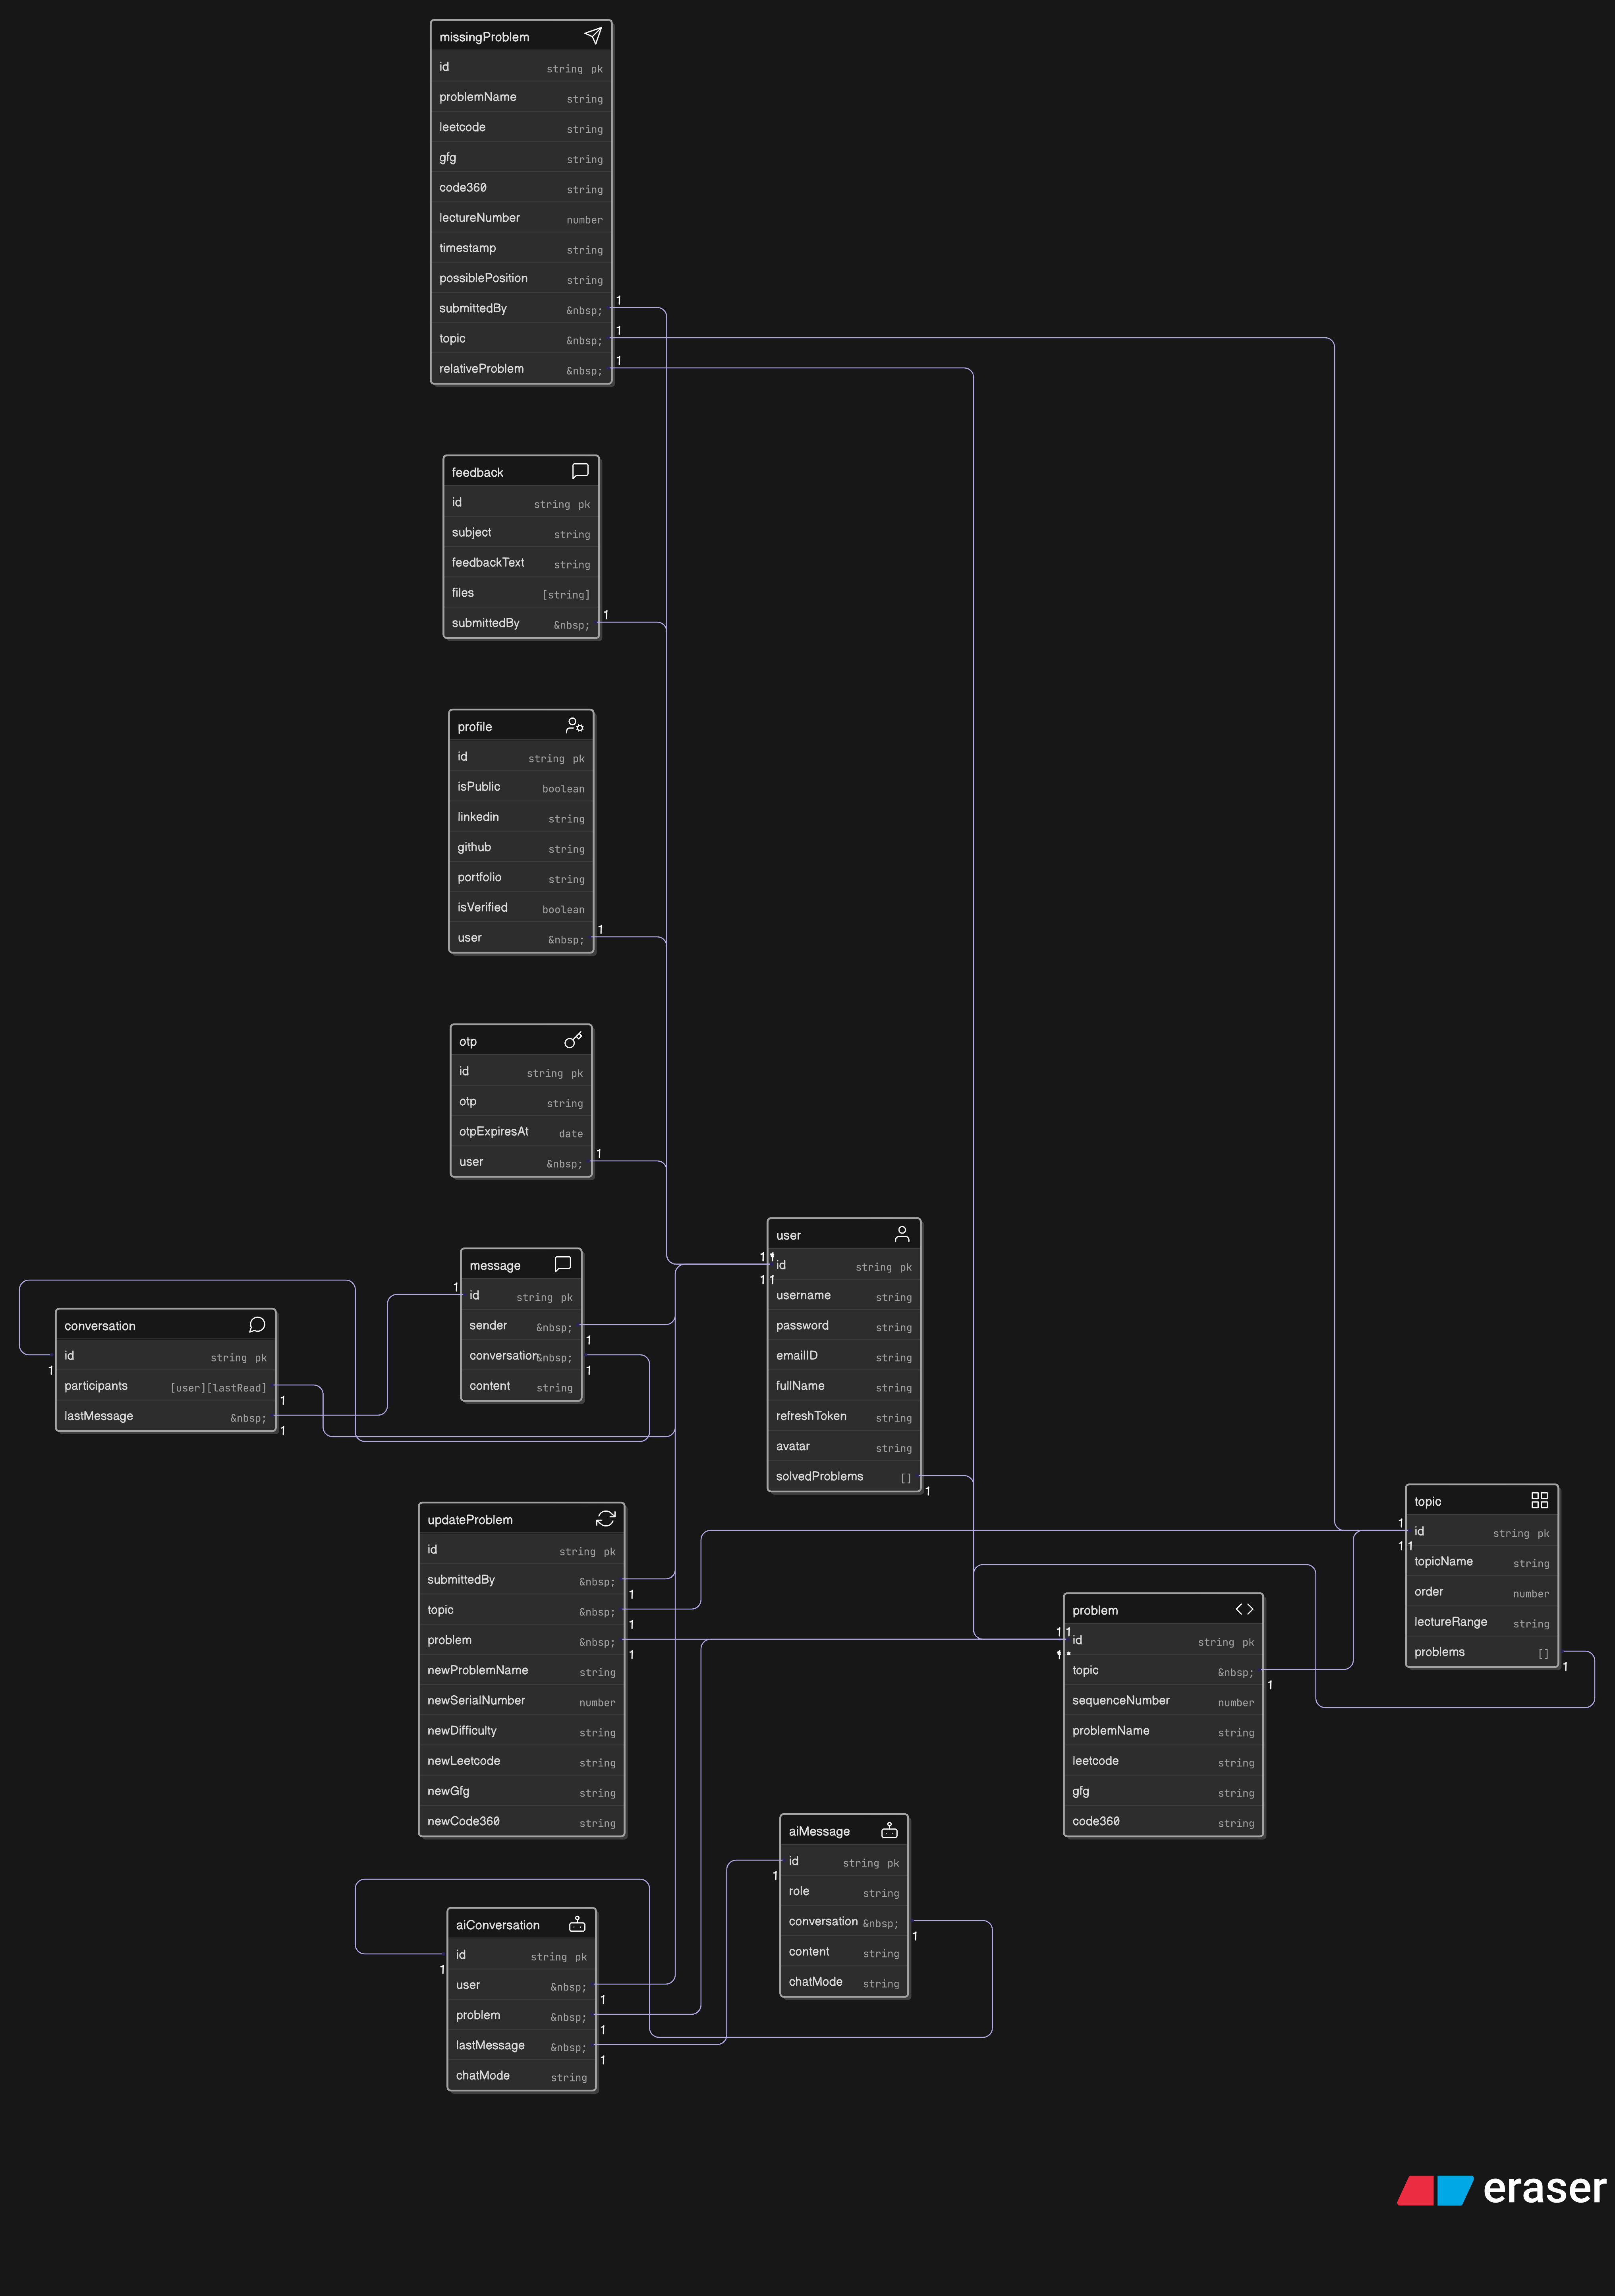 missingProblem
id string pk
problemName string
leetcode string
gfg string
code360 string
lectureNumber number
timestamp string
possiblePosition string
submittedBy &nbsp; 1
topic &nbsp; 1
relativeProblem &nbsp; 1
feedback
id string pk
subject string
feedbackText string
files [string]
submittedBy &nbsp; 1
profile
id string pk
isPublic boolean
linkedin string
github string
portfolio string
isVerified boolean
user &nbsp; 1
otp
id string pk
otp string
otpExpiresAt date
user &nbsp; 1
message
1 id string pk
sender &nbsp; 1
conversation &nbsp; 1
content string
conversation
1 id string pk
participants [user][lastRead] 1
lastMessage &nbsp; 1
user
1 1 id string pk
1 1 username string
password string
emailID string
fullName string
refreshToken string
avatar string
solvedProblems [] 1
updateProblem
id string pk
submittedBy &nbsp; 1
topic &nbsp; 1
problem &nbsp; 1
newProblemName string
newSerialNumber number
newDifficulty string
newLeetcode string
newGfg string
newCode360 string
topic
1 id string pk
1 1 topicName string
order number
lectureRange string
problems [] 1
problem
1 1 id string pk
topic &nbsp; 1
sequenceNumber number
problemName string
leetcode string
gfg string
code360 string
aiMessage
1 id string pk
role string
conversation &nbsp; 1
content string
chatMode string
aiConversation
1 id string pk
user &nbsp; 1
problem &nbsp; 1
lastMessage &nbsp; 1
chatMode string
eraser